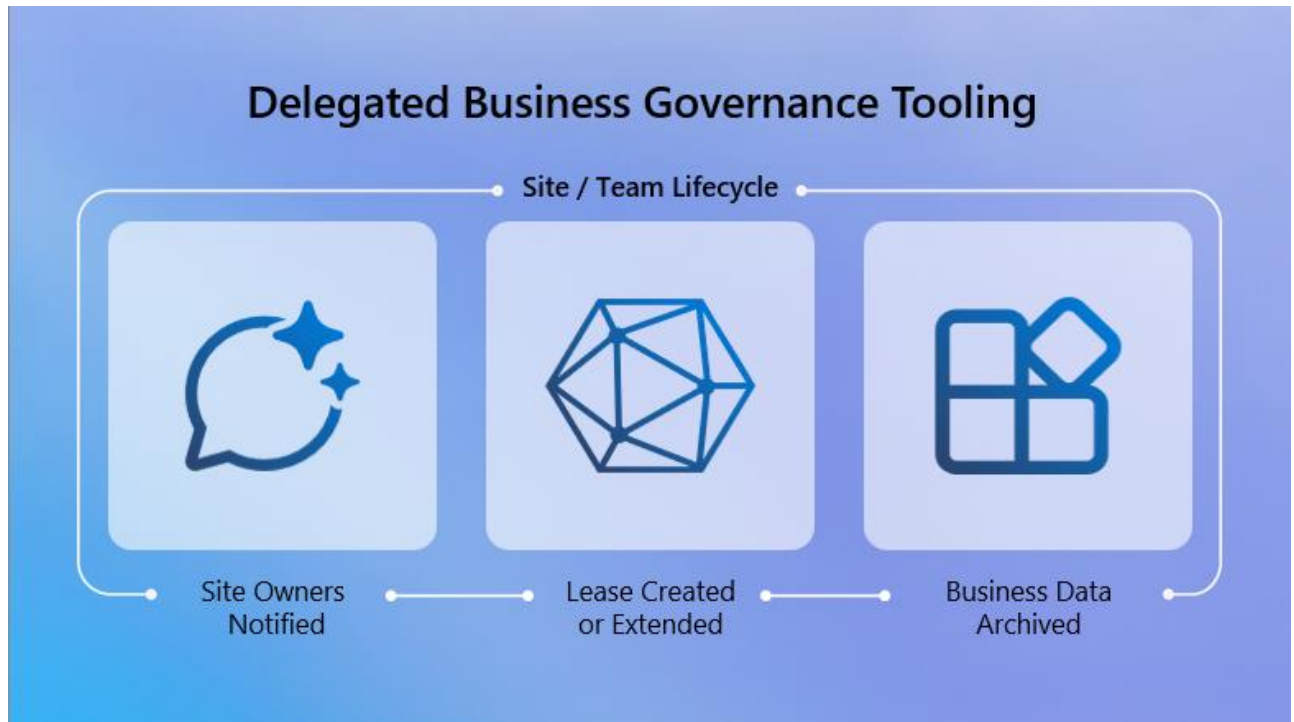 Delegated Business Governance Tooling
Site / Team Lifecycle
Site Owners
Notified
Lease Created
or Extended
Business Data
Archived